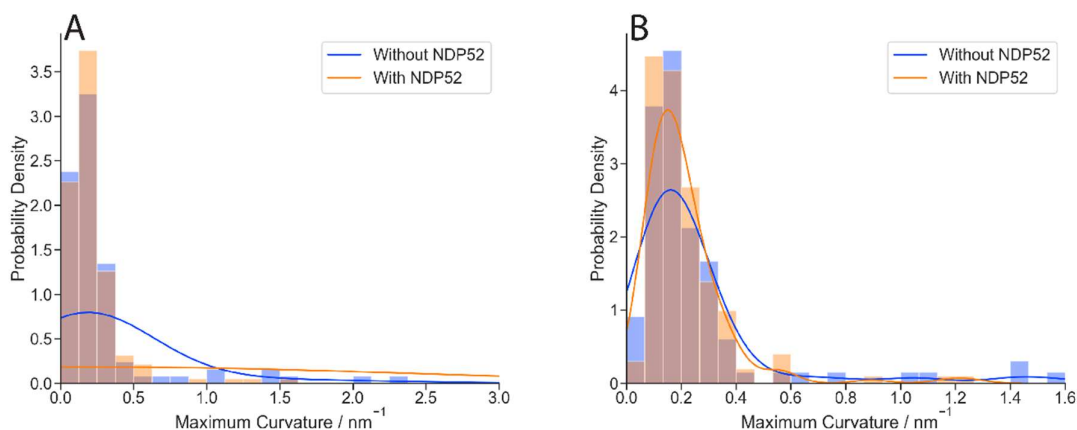 A
Probability Density
3.5
3.0
2.5
2.0
1.5
1.0
0.5
0.0
Without NDP52
With NDP52
0.0 0.5 1.0 1.5 2.0 2.5 3.0
Maximum Curvature / nm⁻¹
B
Probability Density
4
3
2
1
0
Without NDP52
With NDP52
0.0 0.2 0.4 0.6 0.8 1.0 1.2 1.4 1.6
Maximum Curvature / nm⁻¹